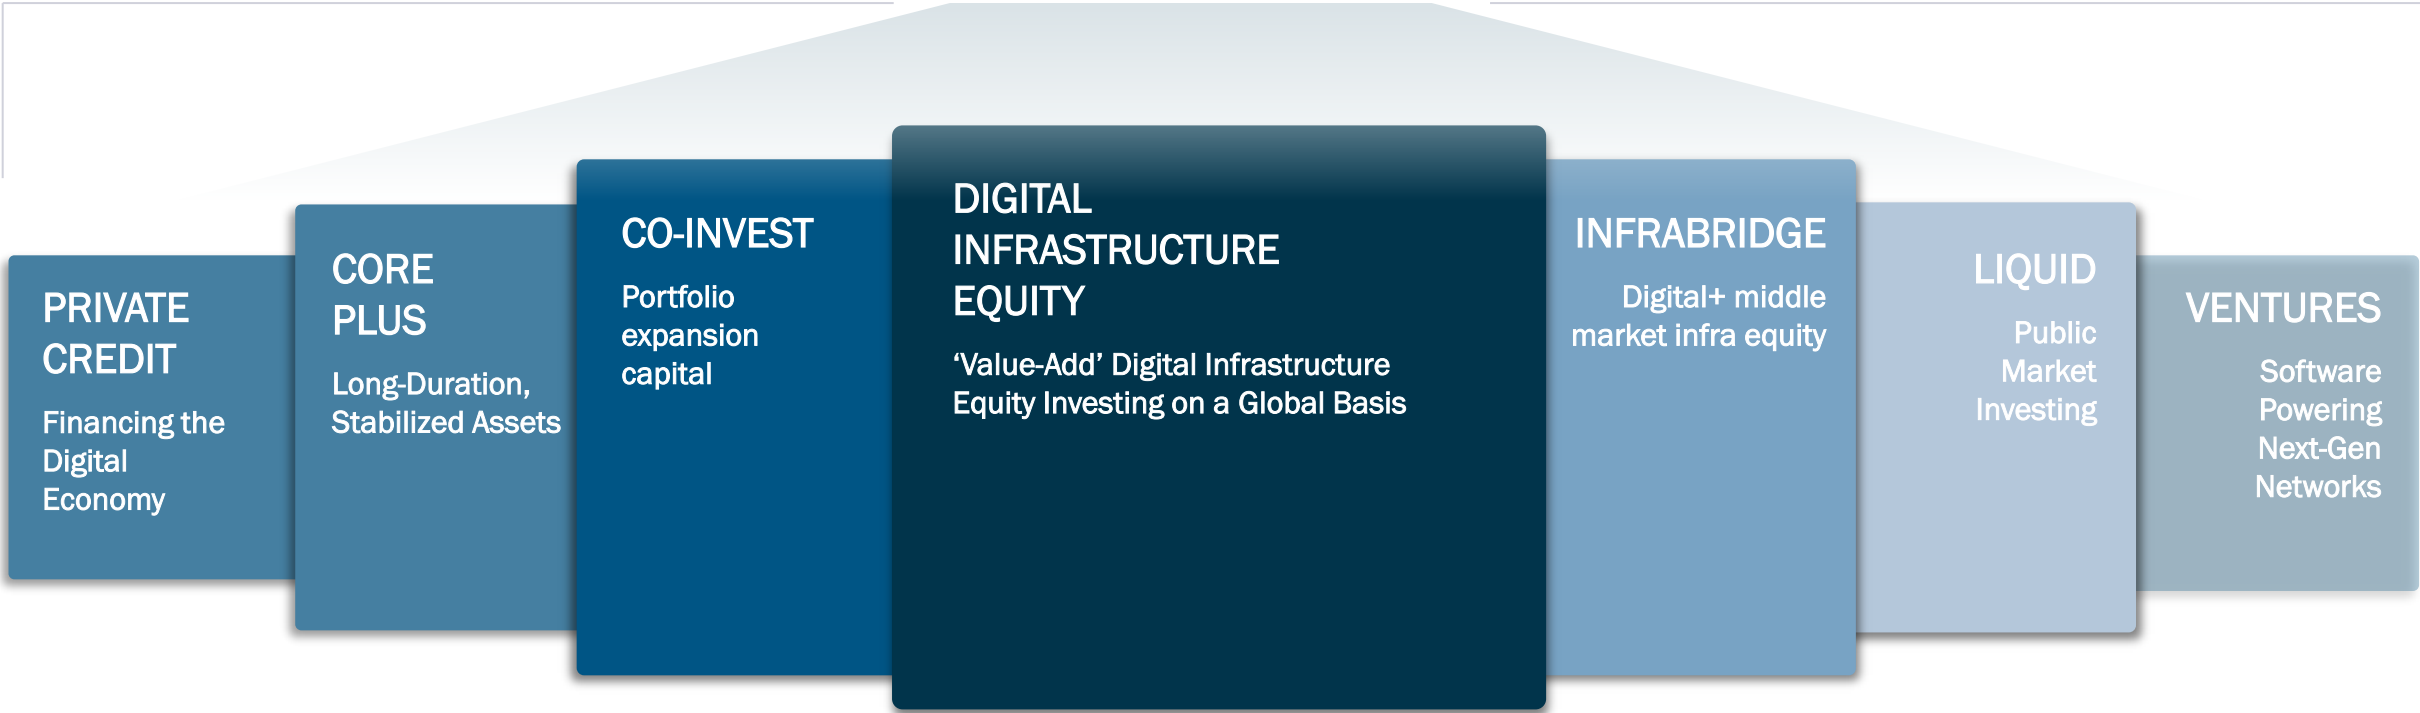 PRIVATE
CREDIT
Financing the
Digital
Economy
CORE
PLUS
Long-Duration,
Stabilized Assets
CO-INVEST
Portfolio
expansion
capital
DIGITAL
INFRASTRUCTURE
EQUITY
‘Value-Add’ Digital Infrastructure
Equity Investing on a Global Basis
INFRABRIDGE
Digital+ middle
market infra equity
LIQUID
Public
Market
Investing
VENTURES
Software
Powering
Next-Gen
Networks